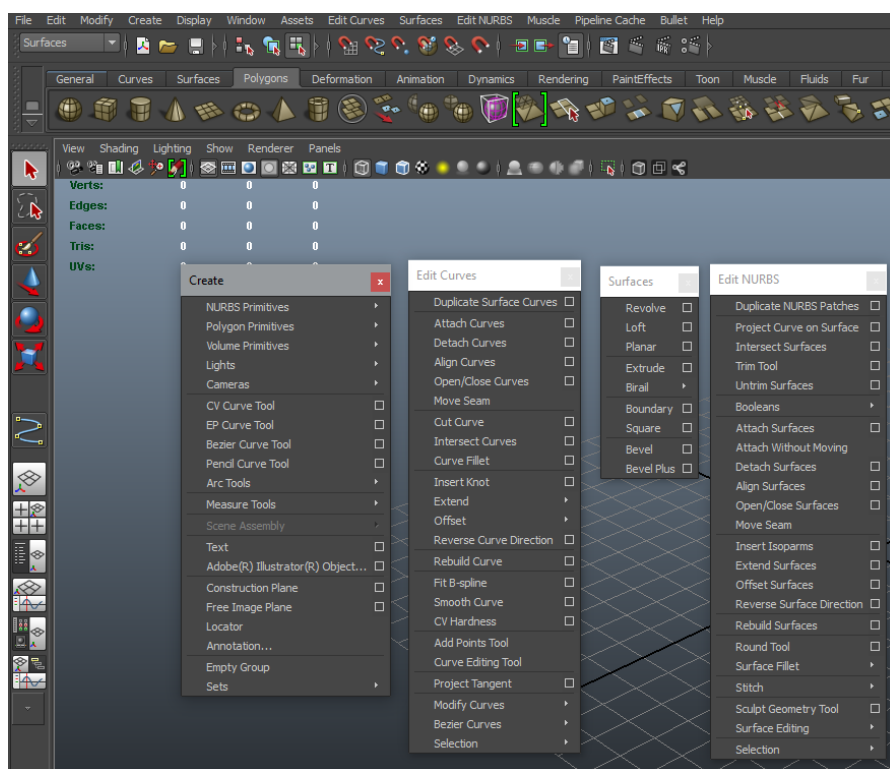 File Edit Modify Create Display Window Assets Edit Curves Surfaces Edit NURBS Muscle Pipeline Cache Bullet Help
Surfaces
General Curves Surfaces Polygons Deformation Animation Dynamics Rendering PaintEffects Toon Muscle Fluids Fur
View Shading Lighting Show Renderer Panels
Verts: 0 0 0
Edges: 0 0 0
Faces: 0 0 0
Tris: 0 0 0
UVs: 0 0 0
Create
NURBS Primitives
Polygon Primitives
Volume Primitives
Lights
Cameras
CV Curve Tool
EP Curve Tool
Bezier Curve Tool
Pencil Curve Tool
Arc Tools
Measure Tools
Scene Assembly
Text
Adobe(R) Illustrator(R) Object...
Construction Plane
Free Image Plane
Locator
Annotation...
Empty Group
Sets
Edit Curves
Duplicate Surface Curves
Attach Curves
Detach Curves
Align Curves
Open/Close Curves
Move Seam
Cut Curve
Intersect Curves
Curve Fillet
Insert Knot
Extend
Offset
Reverse Curve Direction
Rebuild Curve
Fit B-spline
Smooth Curve
CV Hardness
Add Points Tool
Curve Editing Tool
Project Tangent
Modify Curves
Bezier Curves
Selection
Surfaces
Revolve
Loft
Planar
Extrude
Birail
Boundary
Square
Bevel
Bevel Plus
Edit NURBS
Duplicate NURBS Patches
Project Curve on Surface
Intersect Surfaces
Trim Tool
Untrim Surfaces
Booleans
Attach Surfaces
Attach Without Moving
Detach Surfaces
Align Surfaces
Open/Close Surfaces
Move Seam
Insert Isoparms
Extend Surfaces
Offset Surfaces
Reverse Surface Direction
Rebuild Surfaces
Round Tool
Surface Fillet
Stitch
Sculpt Geometry Tool
Surface Editing
Selection